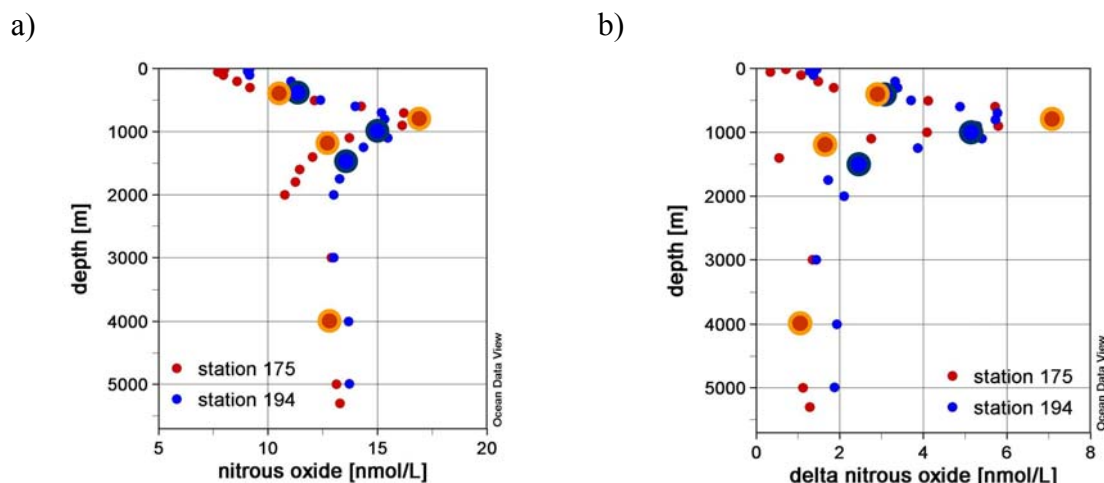 a)
0
1000
2000
3000
4000
5000
depth [m]
station 175
station 194
Ocean Data View
5 10 15 20
nitrous oxide [nmol/L]
b)
0
1000
2000
3000
4000
5000
depth [m]
station 175
station 194
Ocean Data View
0 2 4 6 8
delta nitrous oxide [nmol/L]